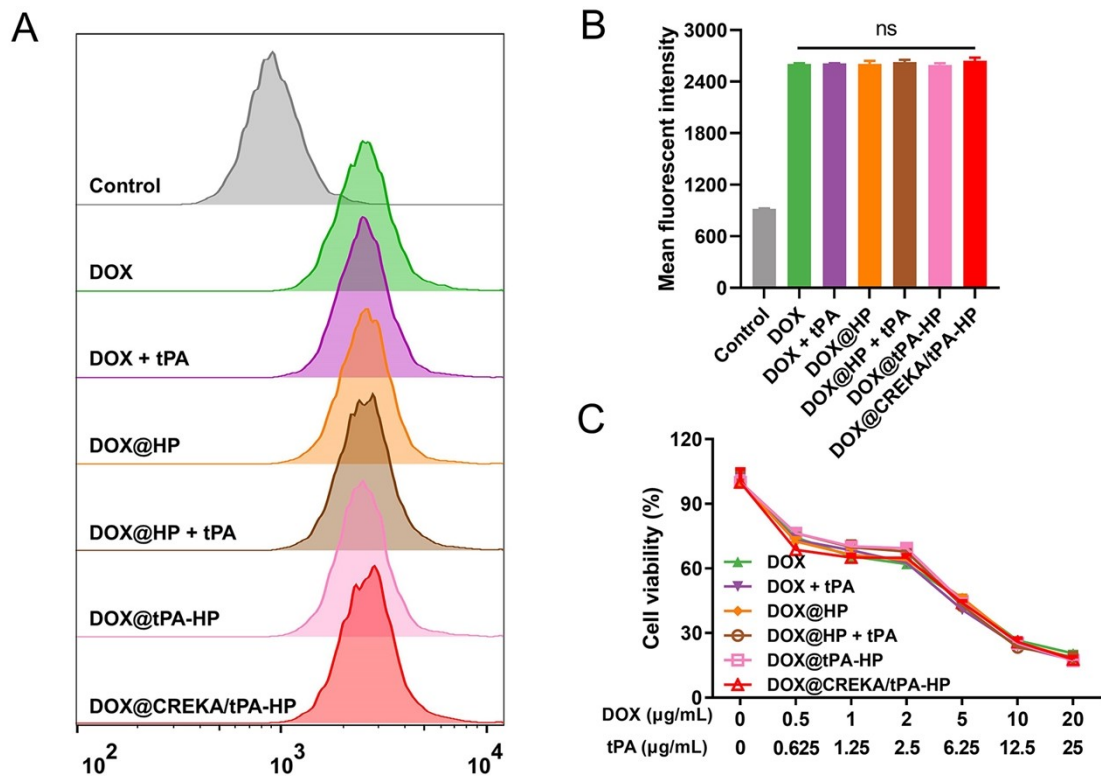 A
Control
DOX
DOX + tPA
DOX@HP
DOX@HP + tPA
DOX@tPA-HP
DOX@CREKA/tPA-HP
10² 10³ 10⁴
B
ns
Mean fluorescent intensity
3000
2400
1800
1200
600
0
Control
DOX
DOX + tPA
DOX@HP
DOX@HP + tPA
DOX@tPA-HP
DOX@CREKA/tPA-HP
C
Cell viability (%)
120
90
60
30
0
DOX
DOX + tPA
DOX@HP
DOX@HP + tPA
DOX@tPA-HP
DOX@CREKA/tPA-HP
DOX (μg/mL) 0 0.5 1 2 5 10 20
tPA (μg/mL) 0 0.625 1.25 2.5 6.25 12.5 25